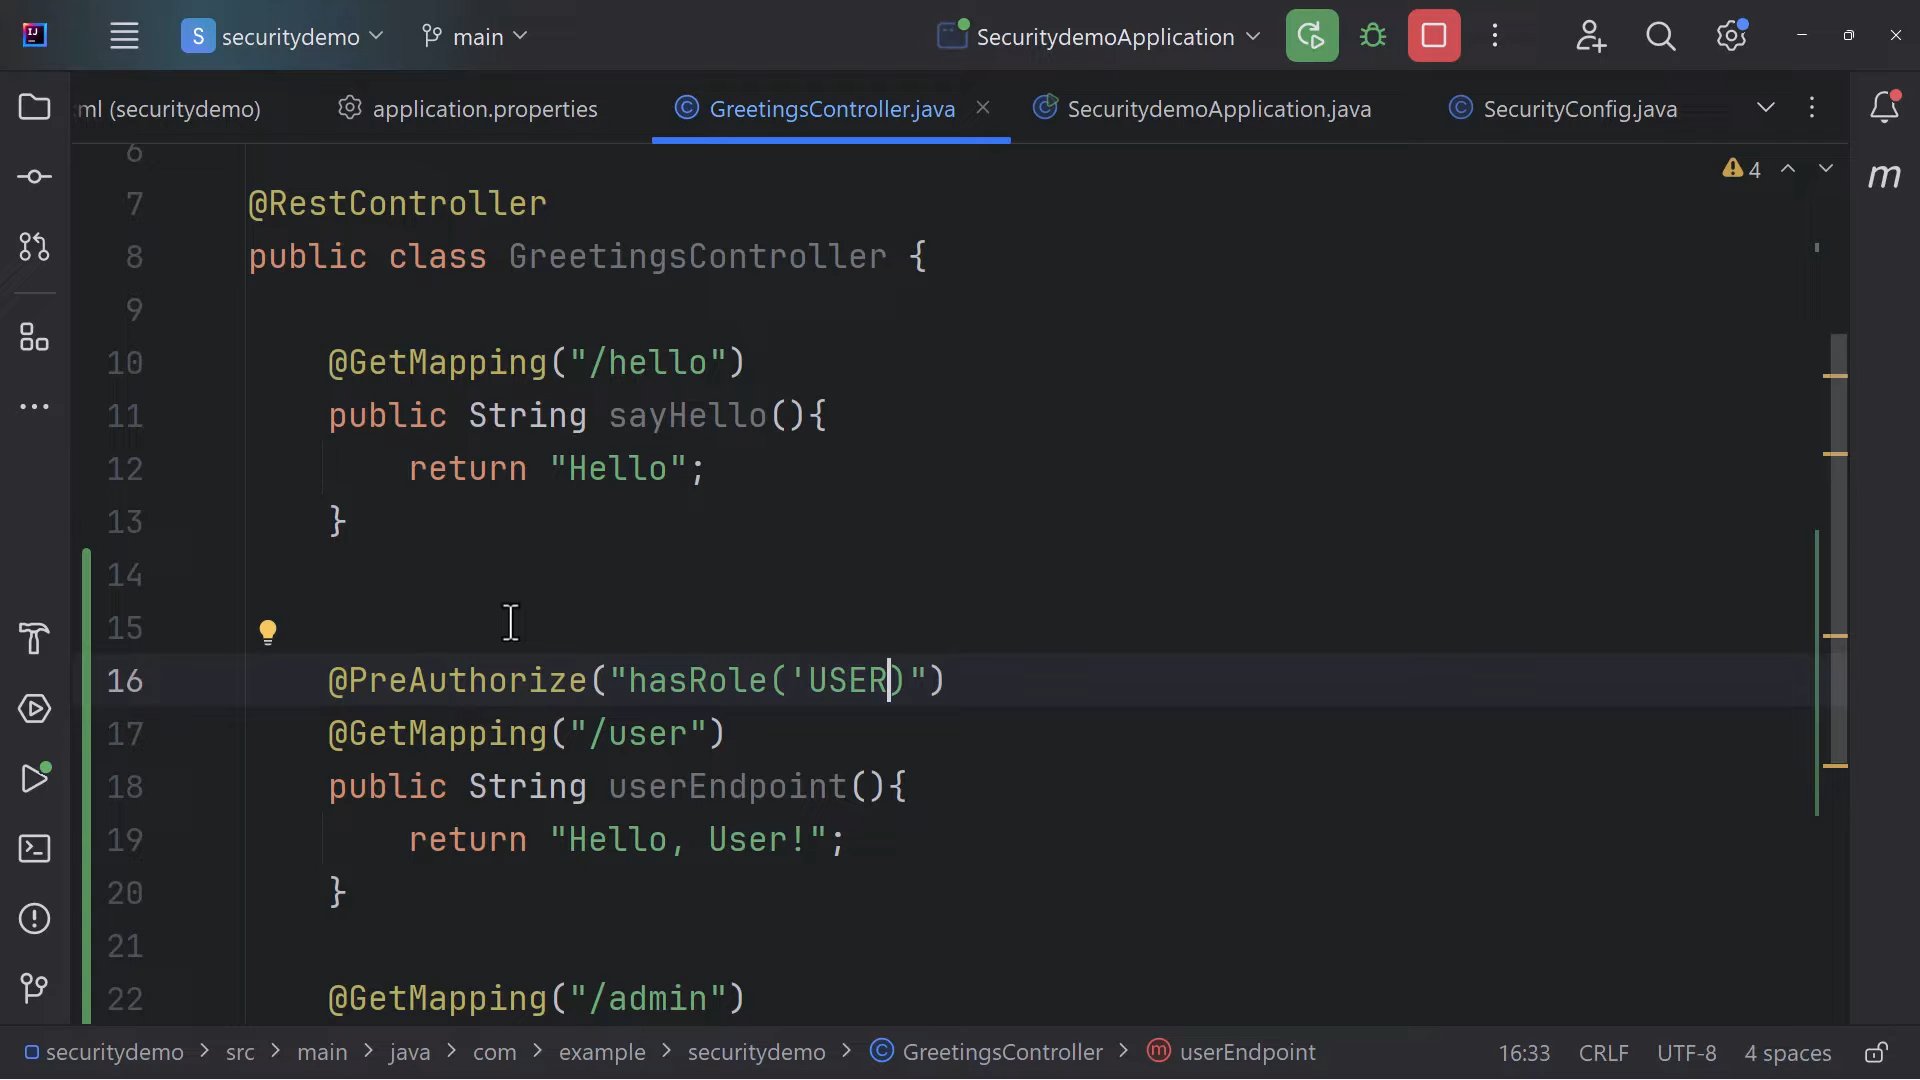 IJ
S securitydemo main SecuritydemoApplication
ml (securitydemo) application.properties GreetingsController.java SecuritydemoApplication.java SecurityConfig.java
6
4
7 @RestController
8 public class GreetingsController {
9
10 @GetMapping("/hello")
11 public String sayHello(){
12 return "Hello";
13 }
14
15
16 @PreAuthorize("hasRole('USER)")
17 @GetMapping("/user")
18 public String userEndpoint(){
19 return "Hello, User!";
20 }
21
22 @GetMapping("/admin")
m
securitydemo > src > main > java > com > example > securitydemo > GreetingsController > userEndpoint 16:33 CRLF UTF-8 4 spaces